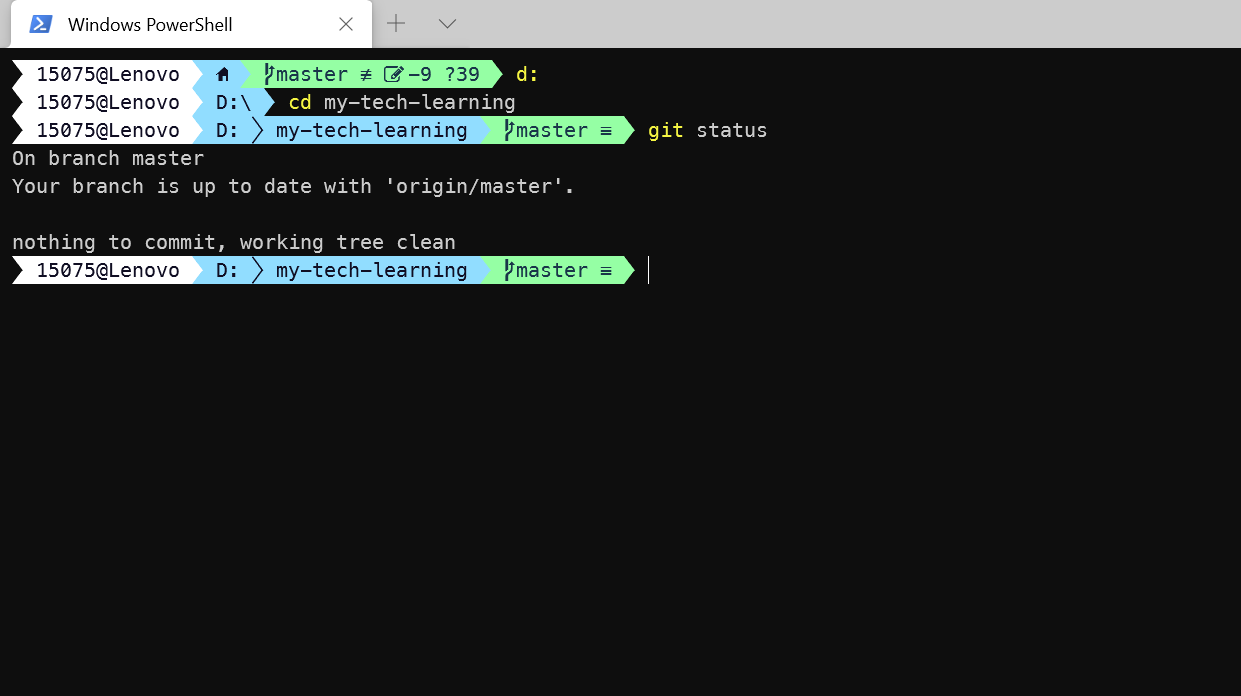 Windows PowerShell
15075@Lenovo master ≢ -9 ?39 d:
15075@Lenovo D:\ cd my-tech-learning
15075@Lenovo D: my-tech-learning master ≡ git status
On branch master
Your branch is up to date with 'origin/master'.
nothing to commit, working tree clean
15075@Lenovo D: my-tech-learning master ≡